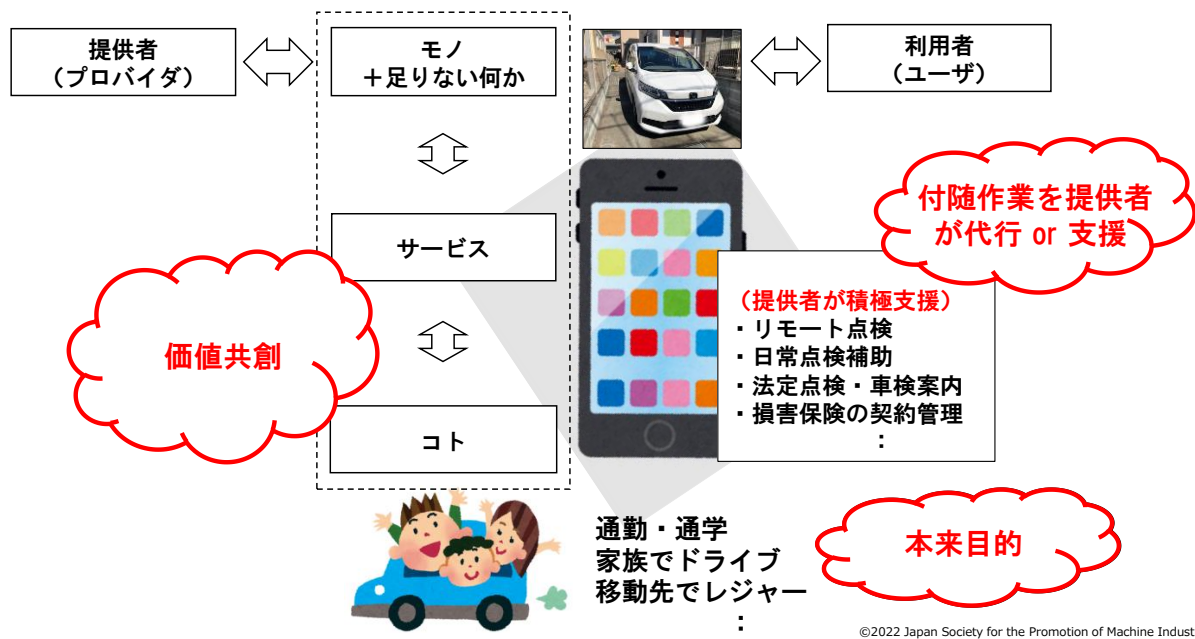 提供者
（プロバイダ）
モノ
＋足りない何か
利用者
（ユーザ）
付随作業を提供者
が代行 or 支援
サービス
（提供者が積極支援）
・リモート点検
・日常点検補助
・法定点検・車検案内
・損害保険の契約管理
：
価値共創
コト
通勤・通学
家族でドライブ
移動先でレジャー
：
本来目的
©2022 Japan Society for the Promotion of Machine Indust